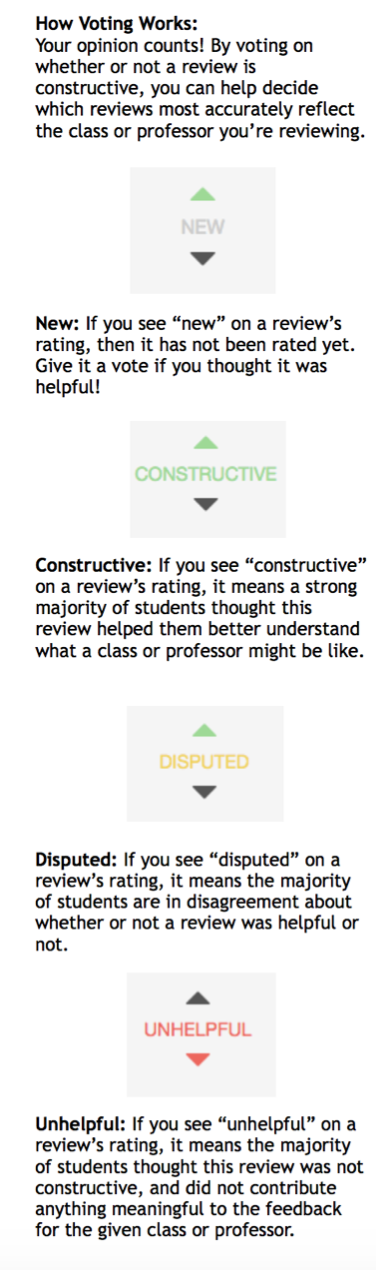 How Voting Works:
Your opinion counts! By voting on
whether or not a review is
constructive, you can help decide
which reviews most accurately reflect
the class or professor you’re reviewing.
NEW
New: If you see “new” on a review’s
rating, then it has not been rated yet.
Give it a vote if you thought it was
helpful!
CONSTRUCTIVE
Constructive: If you see “constructive”
on a review’s rating, it means a strong
majority of students thought this
review helped them better understand
what a class or professor might be like.
DISPUTED
Disputed: If you see “disputed” on a
review’s rating, it means the majority
of students are in disagreement about
whether or not a review was helpful or
not.
UNHELPFUL
Unhelpful: If you see “unhelpful” on a
review’s rating, it means the majority
of students thought this review was not
constructive, and did not contribute
anything meaningful to the feedback
for the given class or professor.